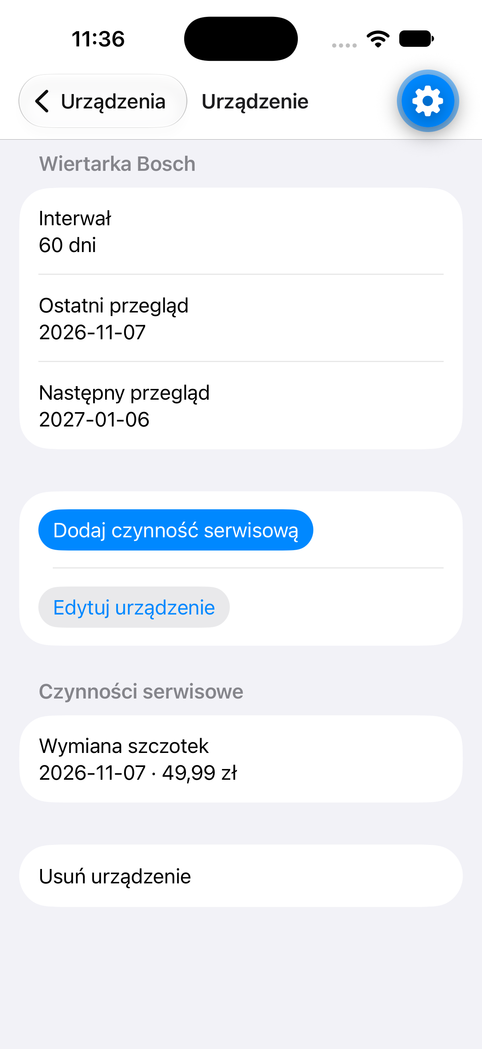 11:36
Urządzenia
Urządzenie
Wiertarka Bosch
Interwał
60 dni
Ostatni przegląd
2026-11-07
Następny przegląd
2027-01-06
Dodaj czynność serwisową
Edytuj urządzenie
Czynności serwisowe
Wymiana szczotek
2026-11-07 · 49,99 zł
Usuń urządzenie